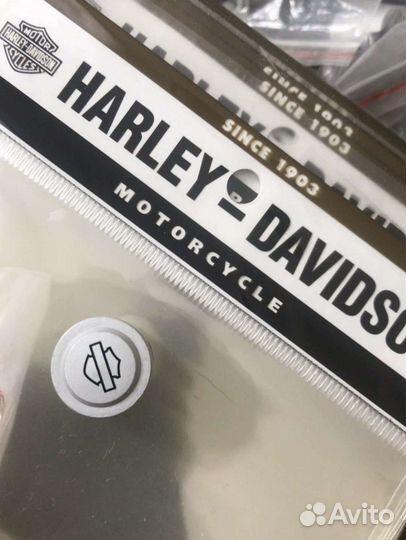 MOTOR
HARLEY-DAVIDSON
CYCLES
SINCE 1903
SINCE 1903
SINCE 1903
HARLEY-DAVIDSO
MOTORCYCLE
Avito